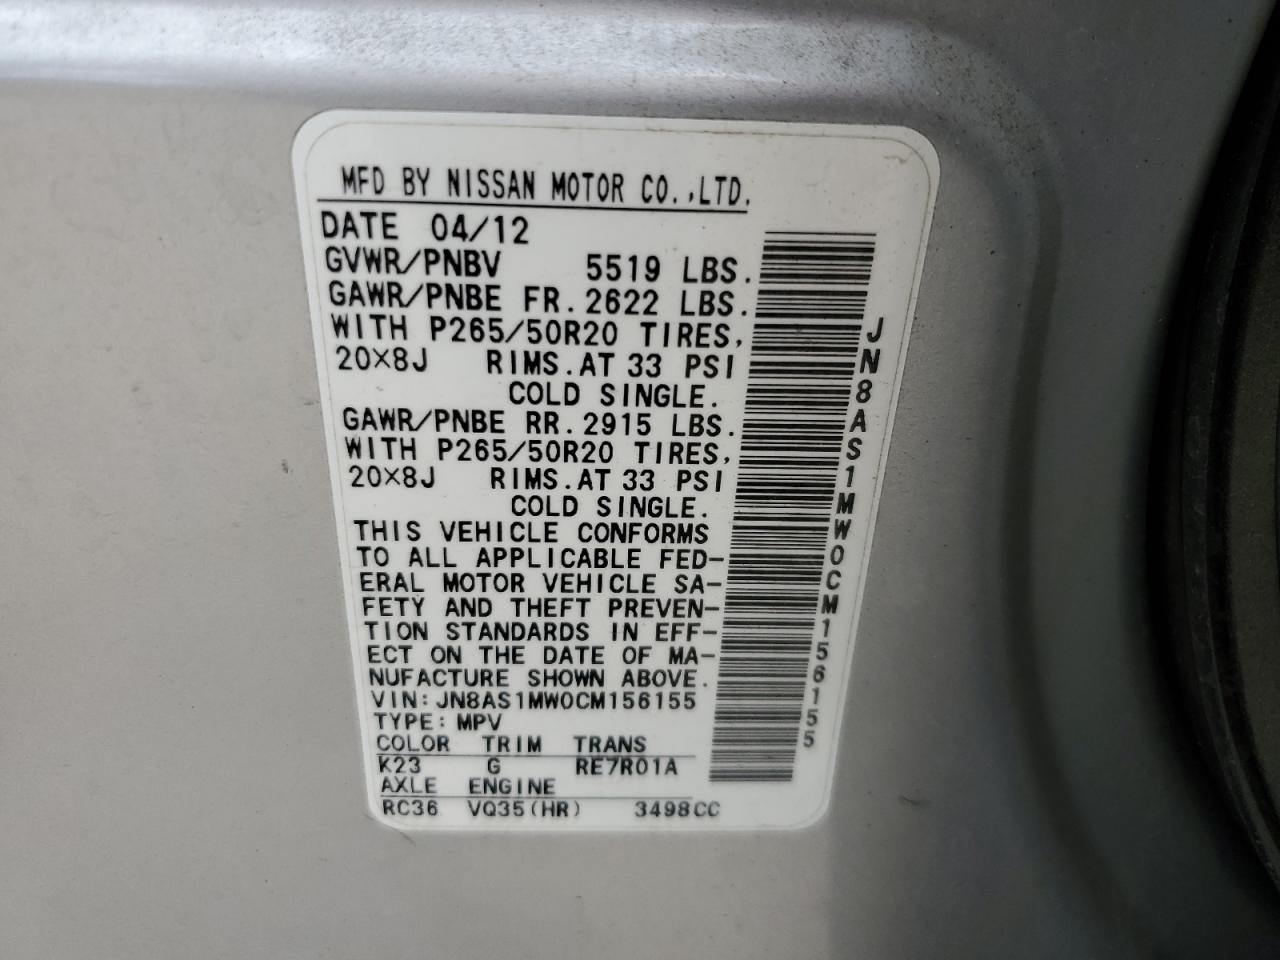 MFD BY NISSAN MOTOR CO.,LTD.
DATE 04/12
GVWR/PNBV 5519 LBS.
GAWR/PNBE FR. 2622 LBS.
WITH P265/50R20 TIRES,
20×8J RIMS. AT 33 PSI
COLD SINGLE.
GAWR/PNBE RR. 2915 LBS.
WITH P265/50R20 TIRES,
20×8J RIMS. AT 33 PSI
COLD SINGLE.
THIS VEHICLE CONFORMS
TO ALL APPLICABLE FED-
ERAL MOTOR VEHICLE SA-
FETY AND THEFT PREVEN-
TION STANDARDS IN EFF-
ECT ON THE DATE OF MA-
NUFACTURE SHOWN ABOVE.
VIN: JN8AS1MW0CM156155
TYPE: MPV
COLOR TRIM TRANS
K23 G RE7R01A
AXLE ENGINE
RC36 VQ35(HR) 3498CC
JN8AS1MW0CM156155